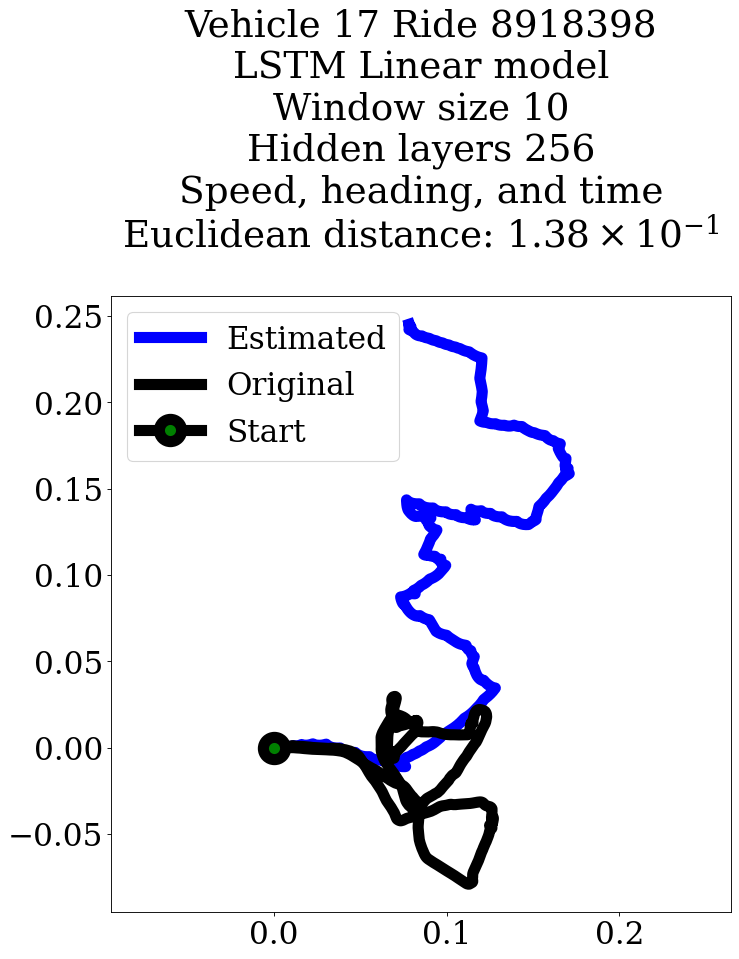 Vehicle 17 Ride 8918398
LSTM Linear model
Window size 10
Hidden layers 256
Speed, heading, and time
Euclidean distance: 1.38 × 10⁻¹
Estimated
Original
Start
0.25
0.20
0.15
0.10
0.05
0.00
−0.05
0.0 0.1 0.2